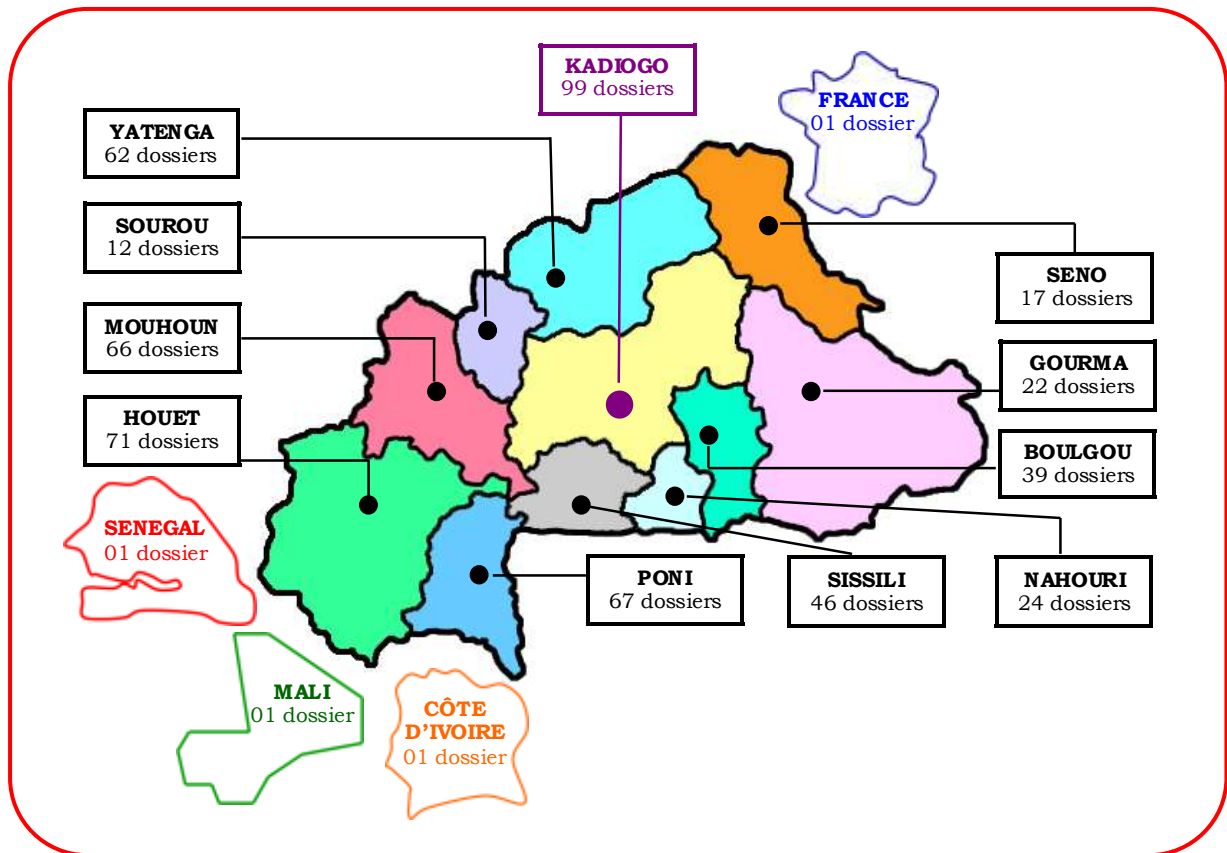 KADIOGO
99 dossiers
FRANCE
01 dossier
YATENGA
62 dossiers
SOUROU
12 dossiers
SENO
17 dossiers
MOUHOUN
66 dossiers
GOURMA
22 dossiers
HOUET
71 dossiers
BOULGOU
39 dossiers
SENEGAL
01 dossier
PONI
67 dossiers
SISSILI
46 dossiers
NAHOURI
24 dossiers
MALI
01 dossier
CÔTE
D'IVOIRE
01 dossier